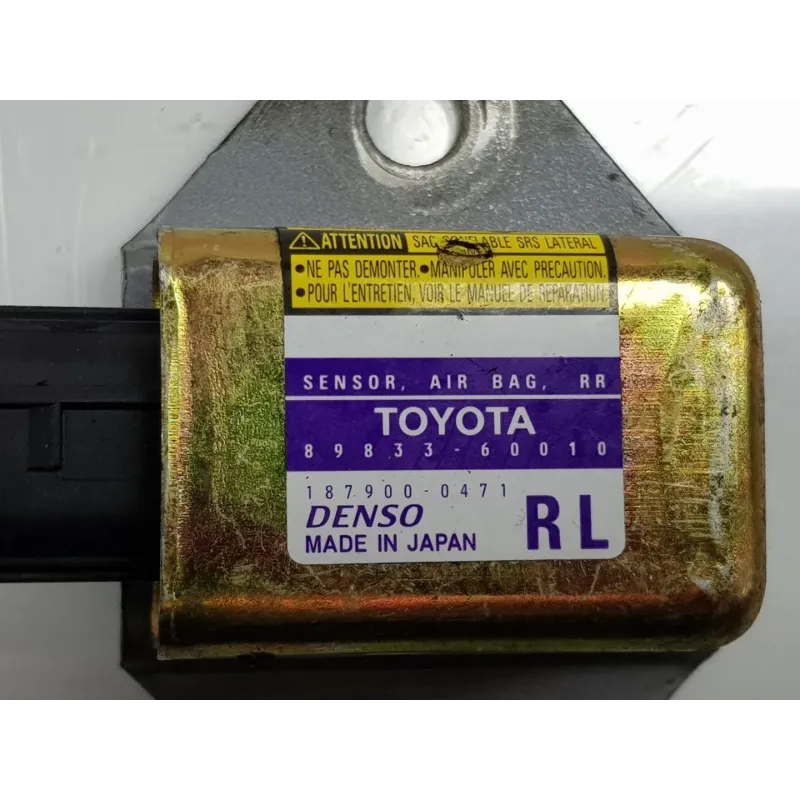 ATTENTION SAC GONFLABLE SRS LATERAL
•NE PAS DEMONTER.•MANIPULER AVEC PRECAUTION.
•POUR L'ENTRETIEN, VOIR LE MANUEL DE REPARATION.
SENSOR, AIR BAG, RR
TOYOTA
89833-60010
187900-0471
DENSO
MADE IN JAPAN
RL